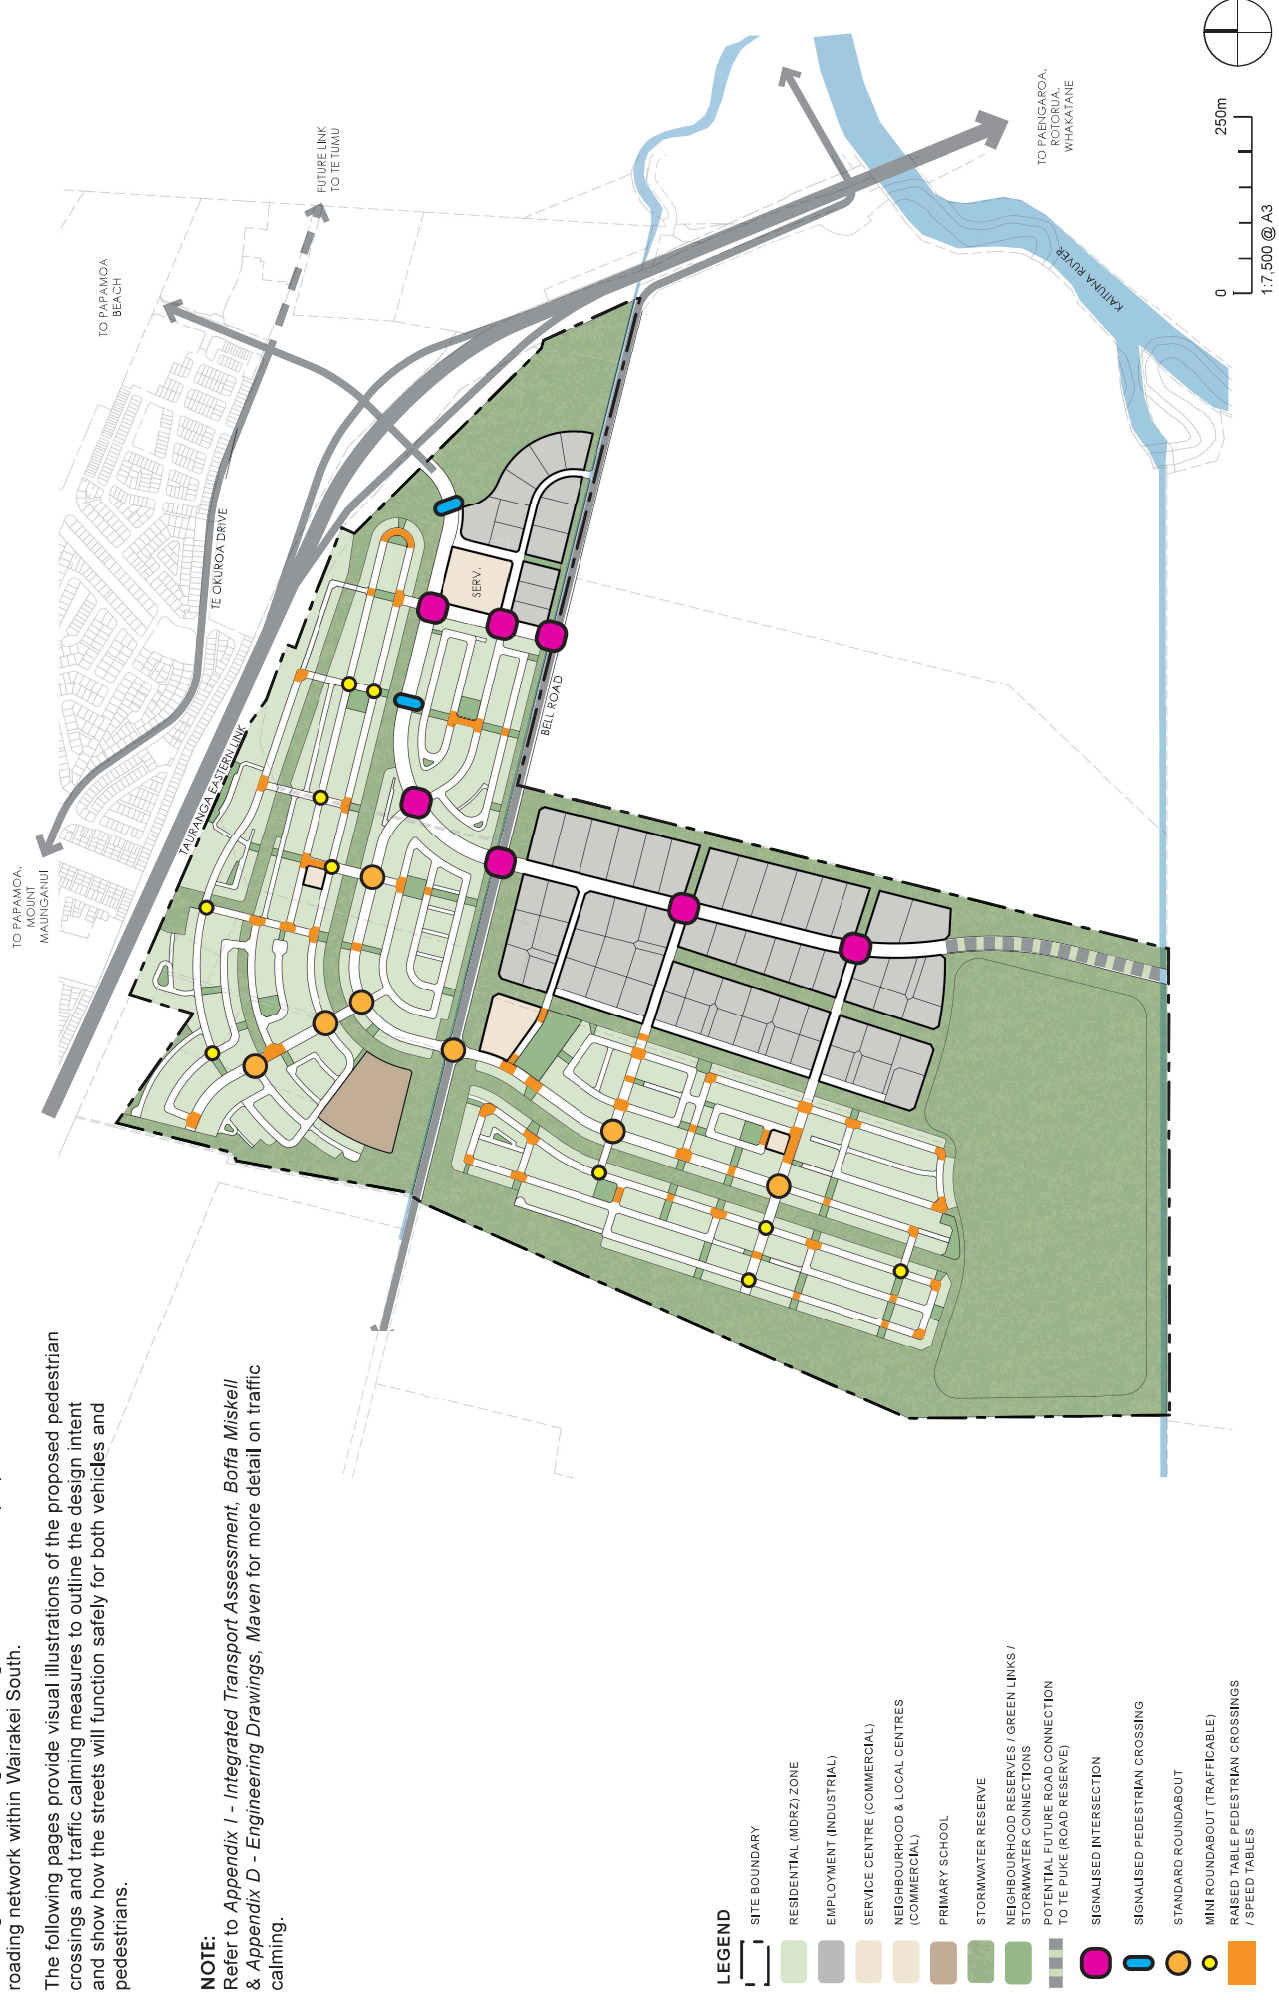 roading network within Wairakei South.
The following pages provide visual illustrations of the proposed pedestrian
crossings and traffic calming measures to outline the design intent
and show how the streets will function safely for both vehicles and
pedestrians.
NOTE:
Refer to Appendix I - Integrated Transport Assessment, Boffa Miskell
& Appendix D - Engineering Drawings, Maven for more detail on traffic
calming.
TO PAPAMOA,
MOUNT
MAUNGANUI
TO PAPAMOA
BEACH
FUTURE LINK
TO TE TUMU
TE OKUROA DRIVE
TAURANGA EASTERN LINK
SERV.
BELL ROAD
TO PAENGAROA,
ROTORUA,
WHAKATANE
KAITUNA RIVER
0
250m
1:7,500 @ A3
LEGEND
SITE BOUNDARY
RESIDENTIAL (MDRZ) ZONE
EMPLOYMENT (INDUSTRIAL)
SERVICE CENTRE (COMMERCIAL)
NEIGHBOURHOOD & LOCAL CENTRES
(COMMERCIAL)
PRIMARY SCHOOL
STORMWATER RESERVE
NEIGHBOURHOOD RESERVES / GREEN LINKS /
STORMWATER CONNECTIONS
POTENTIAL FUTURE ROAD CONNECTION
TO TE PUKE (ROAD RESERVE)
SIGNALISED INTERSECTION
SIGNALISED PEDESTRIAN CROSSING
STANDARD ROUNDABOUT
MINI ROUNDABOUT (TRAFFICABLE)
RAISED TABLE PEDESTRIAN CROSSINGS
/ SPEED TABLES